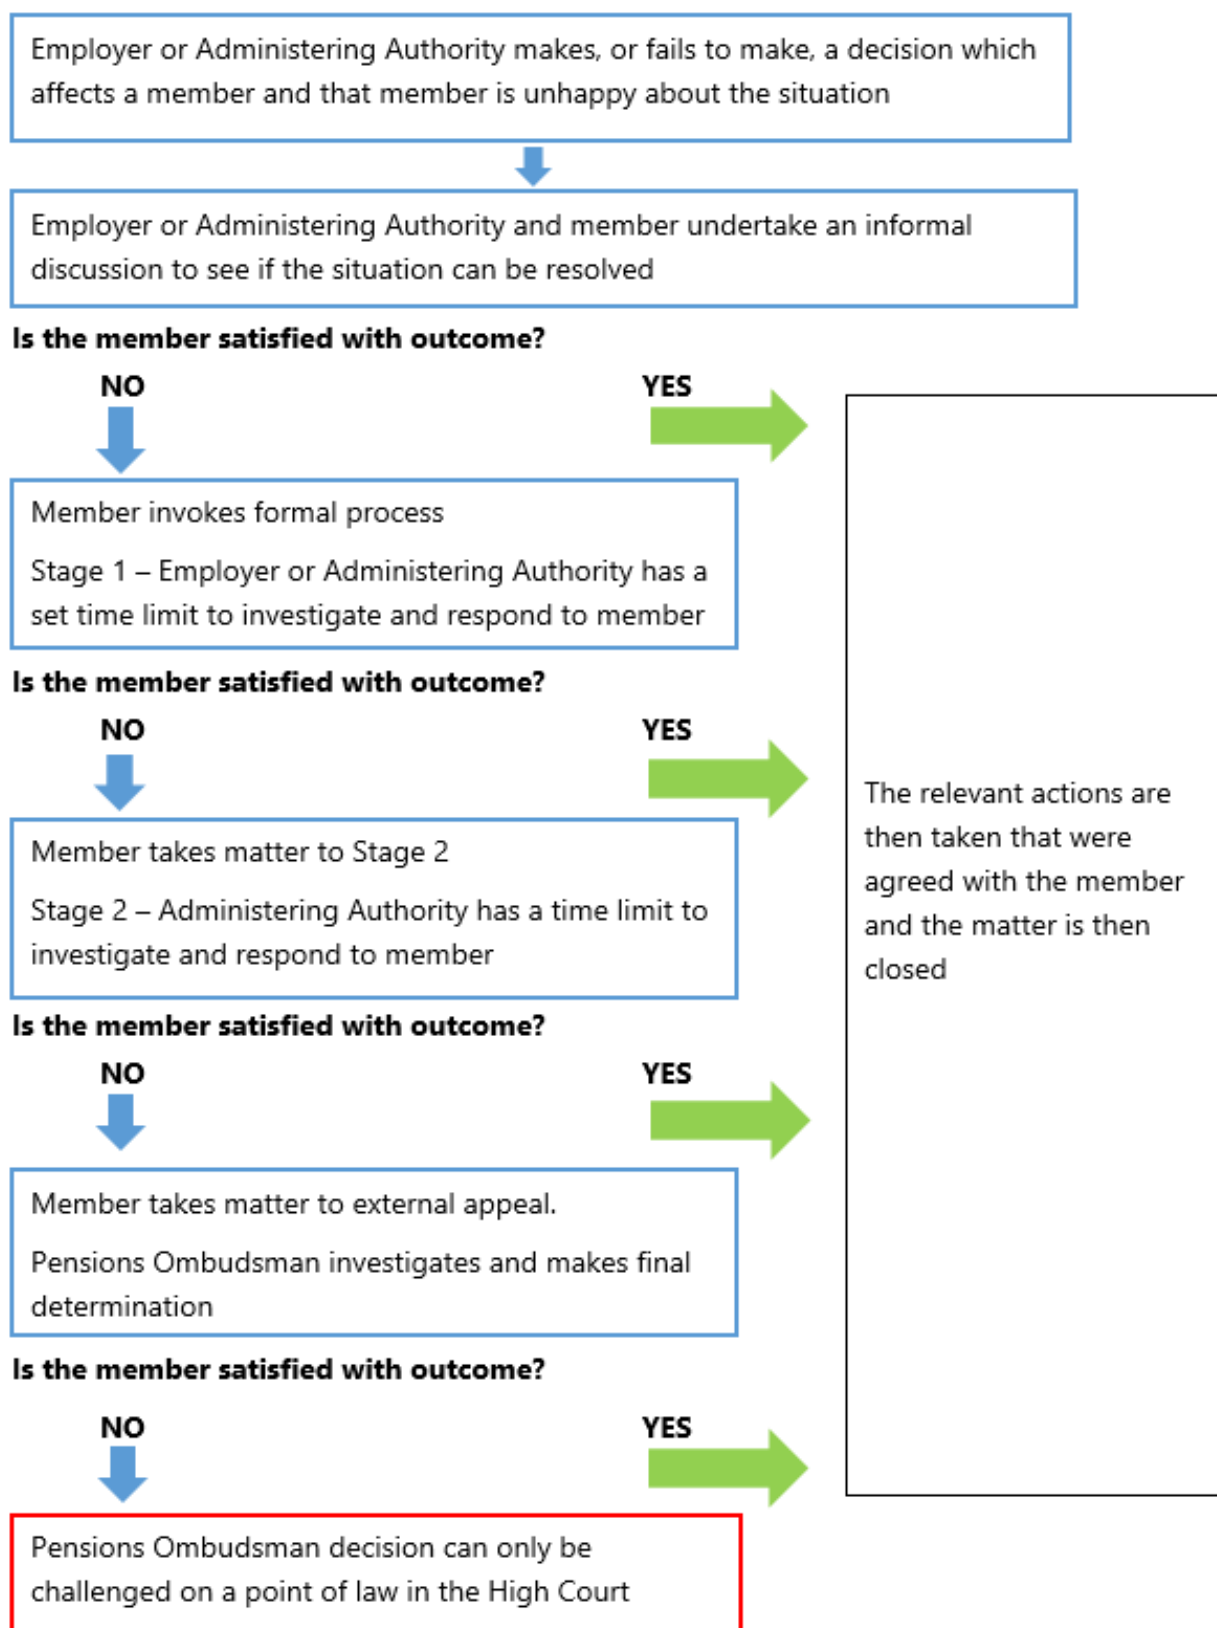 Employer or Administering Authority makes, or fails to make, a decision which
affects a member and that member is unhappy about the situation
Employer or Administering Authority and member undertake an informal
discussion to see if the situation can be resolved
Is the member satisfied with outcome?
NO
YES
Member invokes formal process
Stage 1 – Employer or Administering Authority has a
set time limit to investigate and respond to member
Is the member satisfied with outcome?
NO
YES
Member takes matter to Stage 2
Stage 2 – Administering Authority has a time limit to
investigate and respond to member
The relevant actions are
then taken that were
agreed with the member
and the matter is then
closed
Is the member satisfied with outcome?
NO
YES
Member takes matter to external appeal.
Pensions Ombudsman investigates and makes final
determination
Is the member satisfied with outcome?
NO
YES
Pensions Ombudsman decision can only be
challenged on a point of law in the High Court